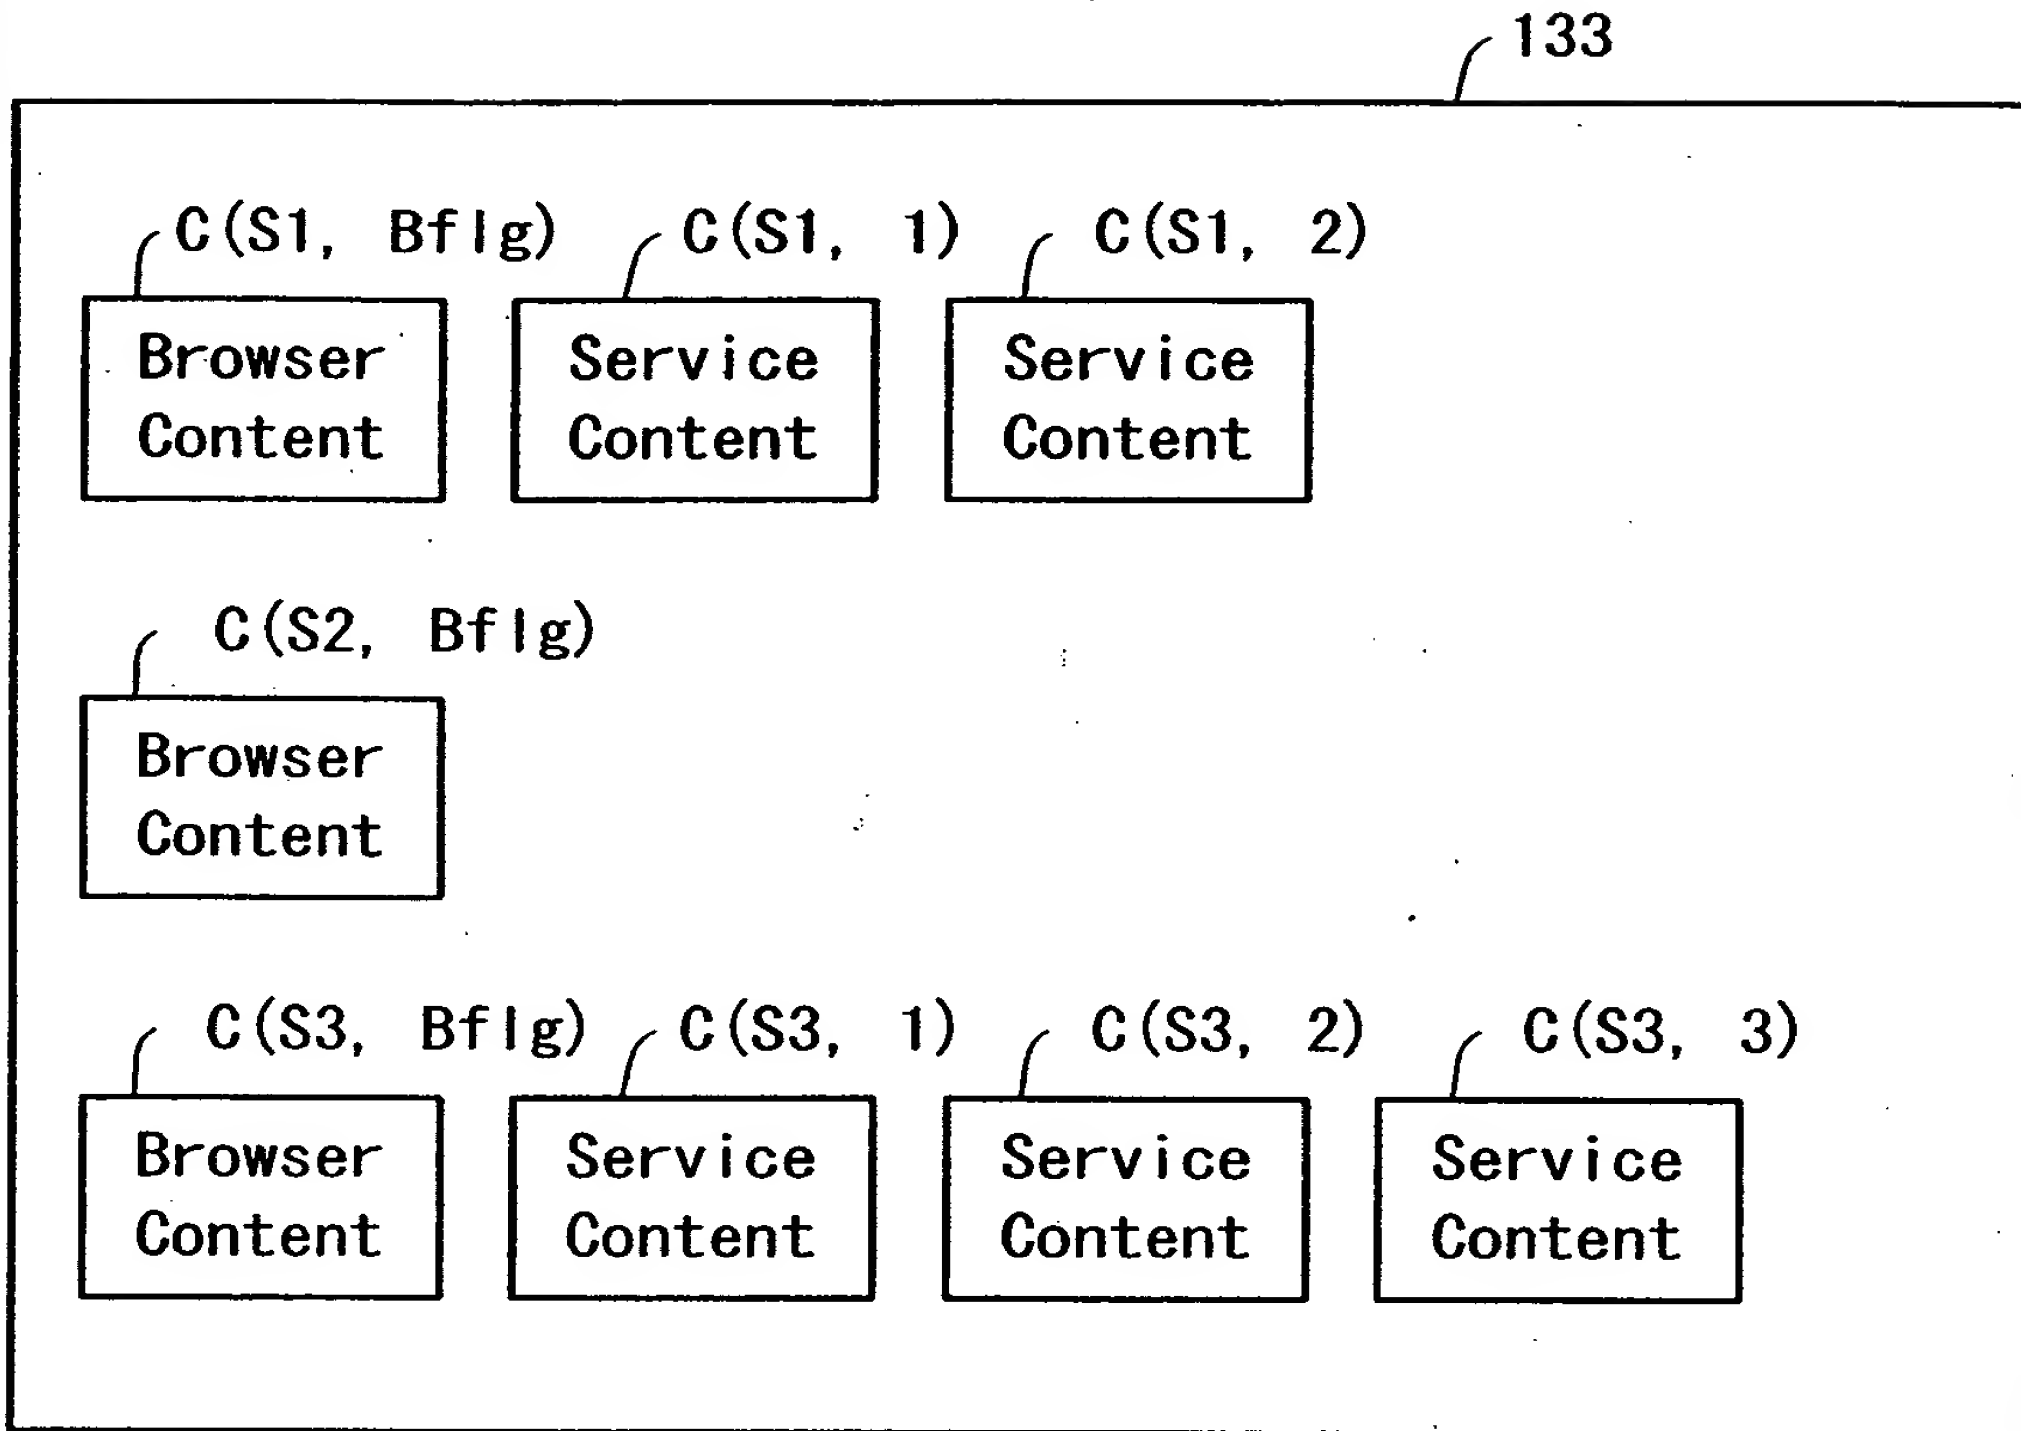 133
C(S1, Bflg) C(S1, 1) C(S1, 2)
Browser Service Service
Content Content Content
C(S2, Bflg)
Browser
Content
C(S3, Bflg) C(S3, 1) C(S3, 2) C(S3, 3)
Browser Service Service Service
Content Content Content Content